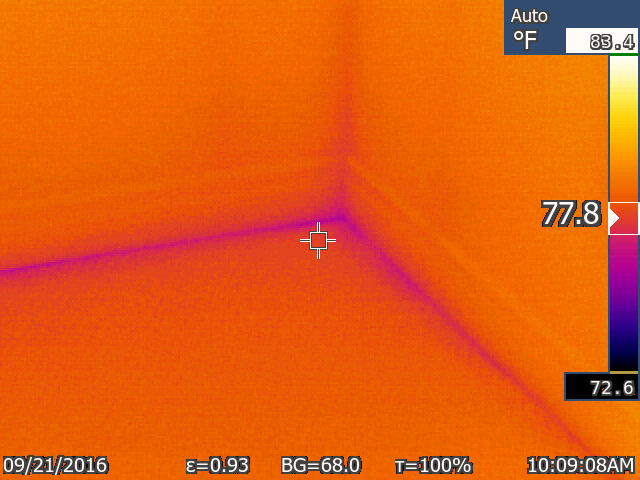 Auto
°F
83.4
77.8
72.6
09/21/2016 ε=0.93 BG=68.0 τ=100% 10:09:08AM